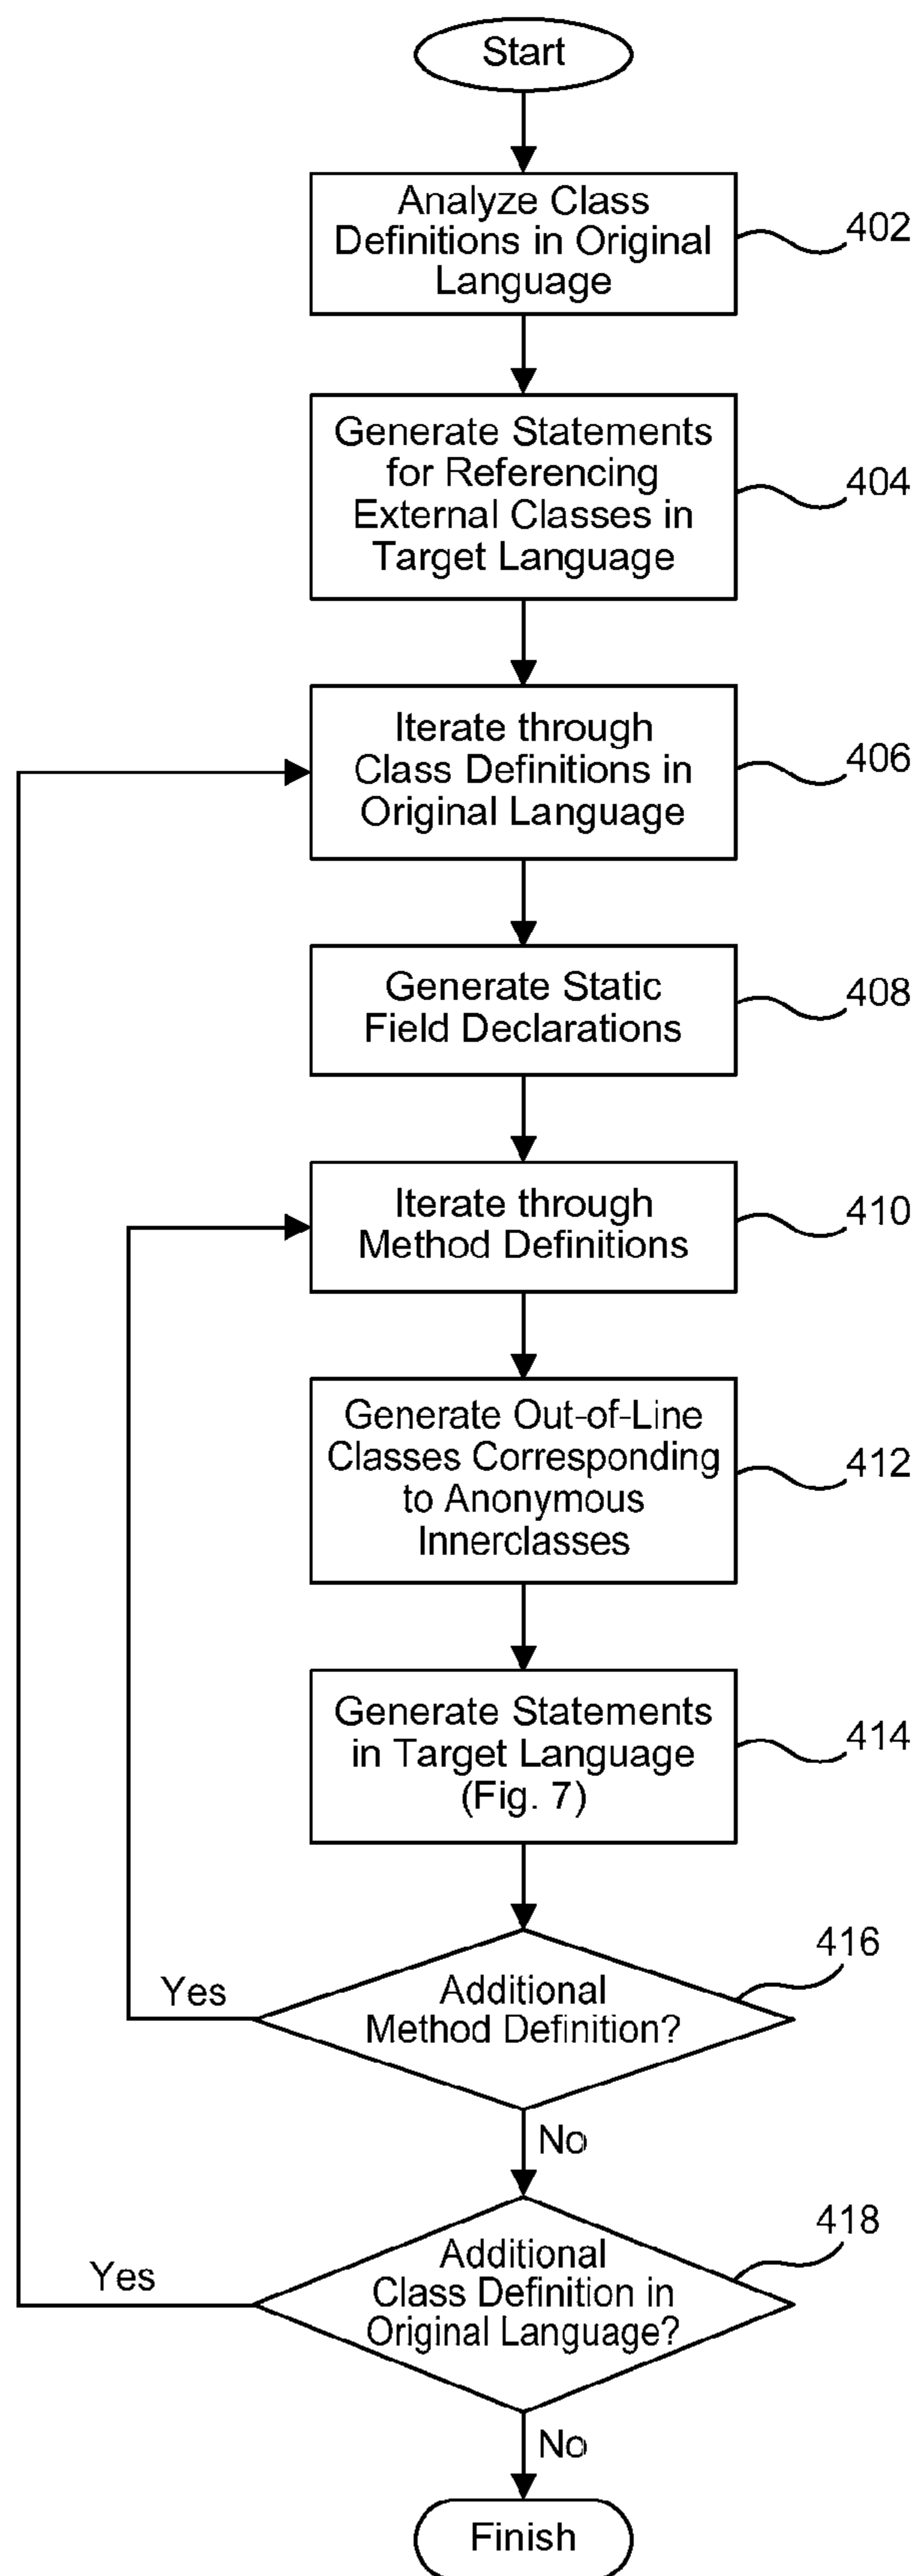 Start
Analyze Class
Definitions in Original
Language
402
Generate Statements
for Referencing
External Classes in
Target Language
404
Iterate through
Class Definitions in
Original Language
406
Generate Static
Field Declarations
408
Iterate through
Method Definitions
410
Generate Out-of-Line
Classes Corresponding
to Anonymous
Innerclasses
412
Generate Statements
in Target Language
(Fig. 7)
414
416
Yes
Additional
Method Definition?
No
418
Yes
Additional
Class Definition in
Original Language?
No
Finish